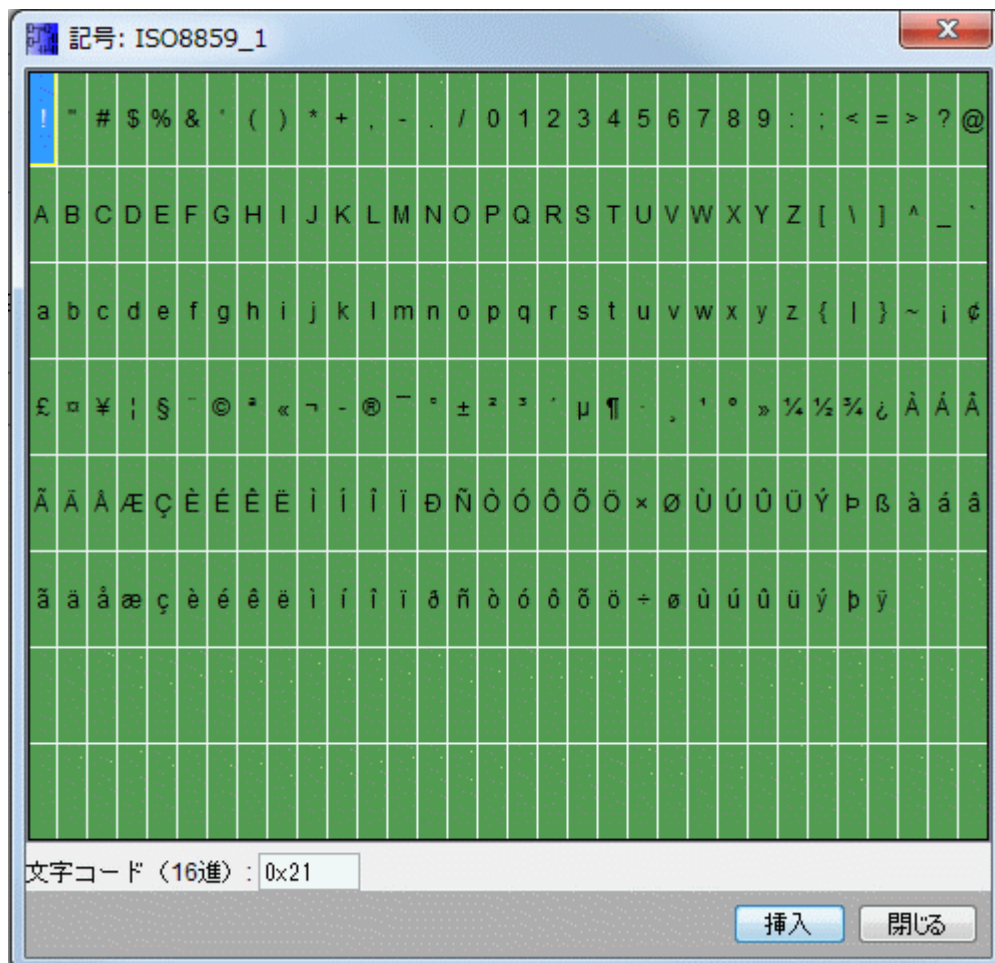 記号: ISO8859_1
! " # $ % & ' ( ) * + , - . / 0 1 2 3 4 5 6 7 8 9 : ; < = > ? @
A B C D E F G H I J K L M N O P Q R S T U V W X Y Z [ \ ] ^ _ `
a b c d e f g h i j k l m n o p q r s t u v w x y z { | } ~ ¡ ¢
£ ¤ ¥ ¦ § ¨ © ª « ¬ - ® ¯ ° ± ² ³ ´ µ ¶ · ¸ ¹ º » ¼ ½ ¾ ¿ À Á Â
Ã Ä Å Æ Ç È É Ê Ë Ì Í Î Ï Ð Ñ Ò Ó Ô Õ Ö × Ø Ù Ú Û Ü Ý Þ ß à á â
ã ä å æ ç è é ê ë ì í î ï ð ñ ò ó ô õ ö ÷ ø ù ú û ü ý þ ÿ
文字コード（16進）: 0x21
挿入 閉じる